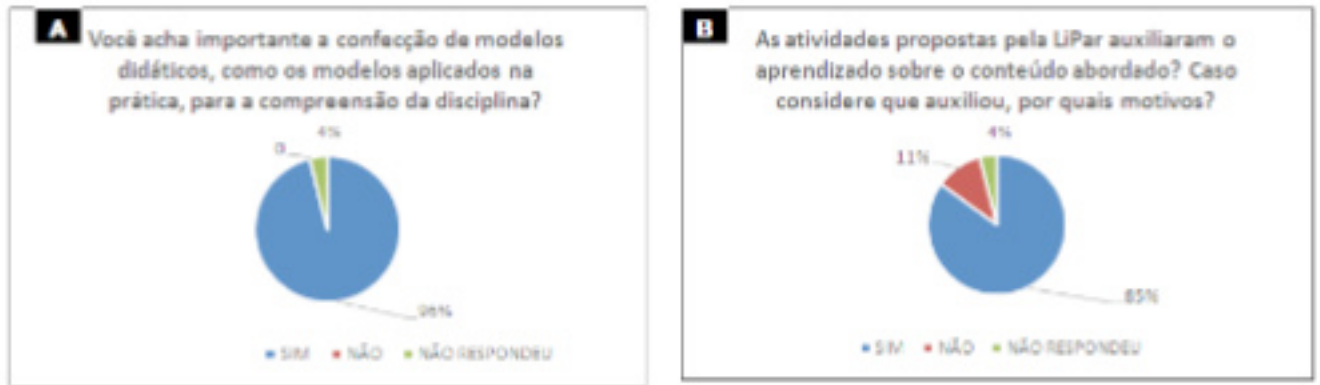 A
Você acha importante a confecção de modelos
didáticos, como os modelos aplicados na
prática, para a compreensão da disciplina?
4%
0
96%
SIM NÃO NÃO RESPONDEU
B
As atividades propostas pela LiPar auxiliaram o
aprendizado sobre o conteúdo abordado? Caso
considere que auxiliou, por quais motivos?
4%
11%
85%
SIM NÃO NÃO RESPONDEU